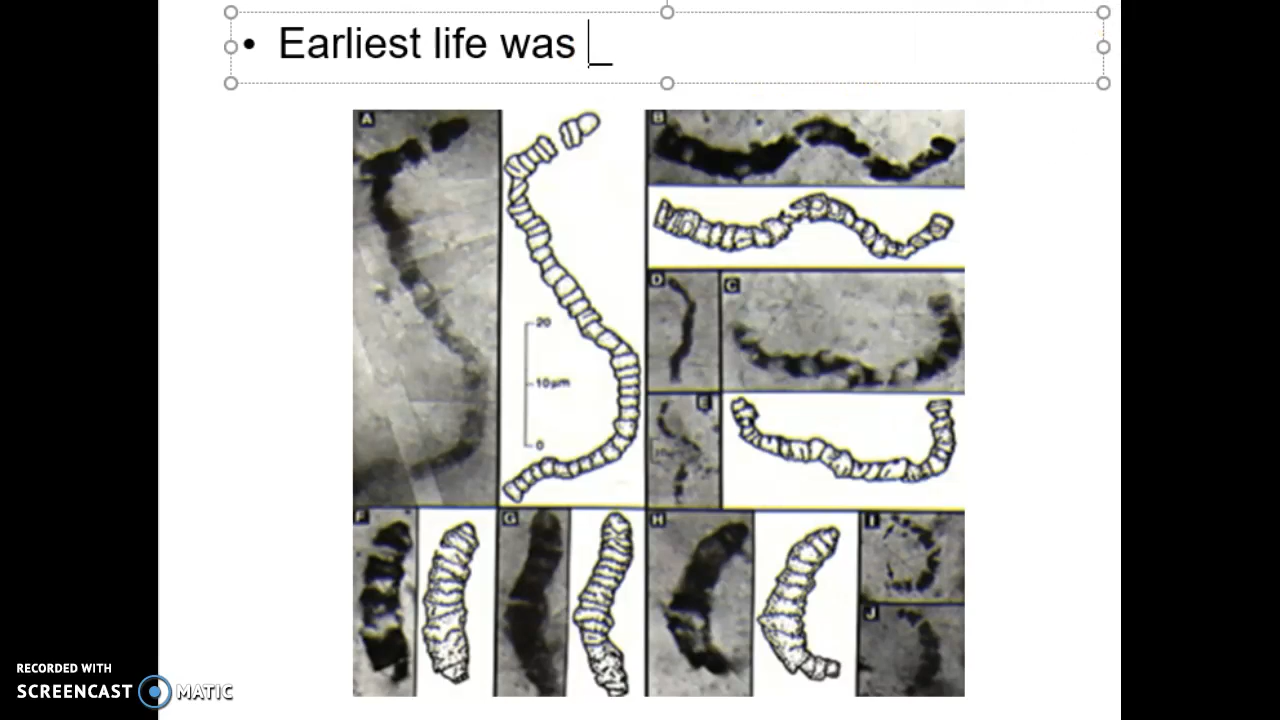 • Earliest life was _
A
B
20
10µm
0
D
C
E
F
G
H
I
J
RECORDED WITH
SCREENCAST MATIC